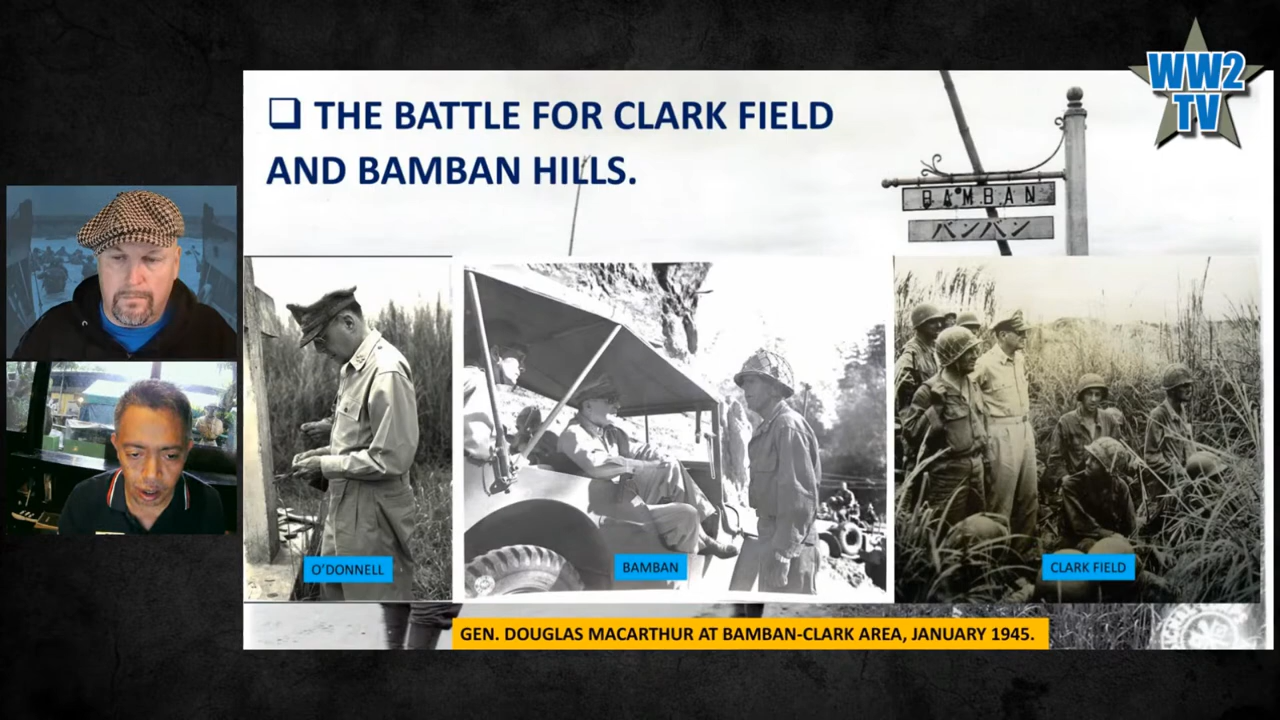 WW2
TV
❑ THE BATTLE FOR CLARK FIELD
AND BAMBAN HILLS.
BAMBAN
バンバン
O'DONNELL
BAMBAN
CLARK FIELD
GEN. DOUGLAS MACARTHUR AT BAMBAN-CLARK AREA, JANUARY 1945.